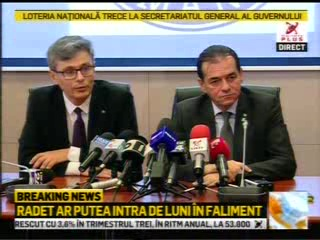 LOTERIA NAȚIONALĂ TRECE LA SECRETARIATUL GENERAL AL GUVERNULUI
PLUS
DIRECT
BREAKING NEWS
RADET AR PUTEA INTRA DE LUNI ÎN FALIMENT
RESCUT CU 3,6% ÎN TRIMESTRUL TREI, ÎN RITM ANUAL, LA 53.800